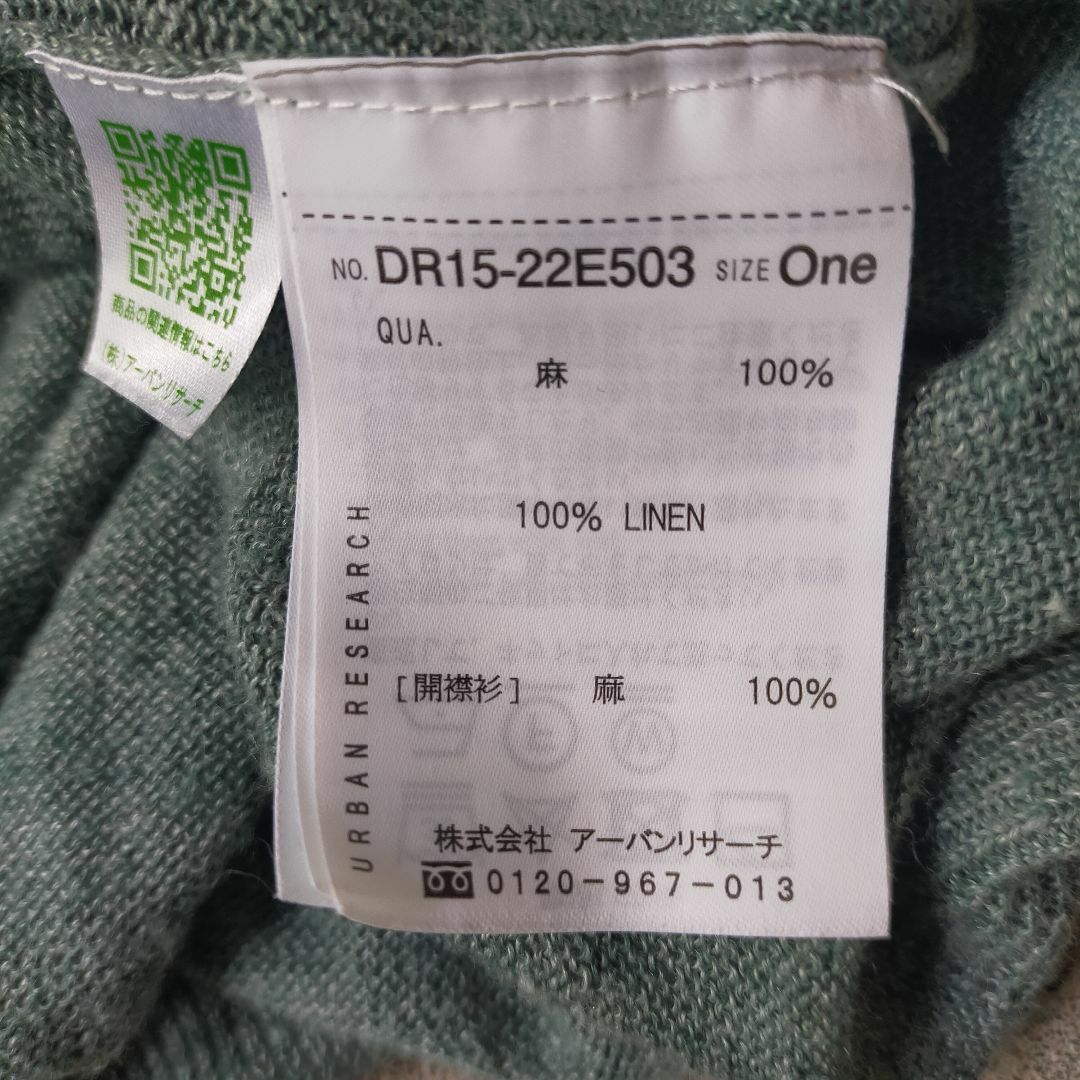 商品の関連情報はこちら
(株)アーバンリサーチ
NO. DR15-22E503 SIZE One
QUA.
麻 100%
100% LINEN
URBAN RESEARCH
[開襟衫] 麻 100%
株式会社 アーバンリサーチ
0120-967-013